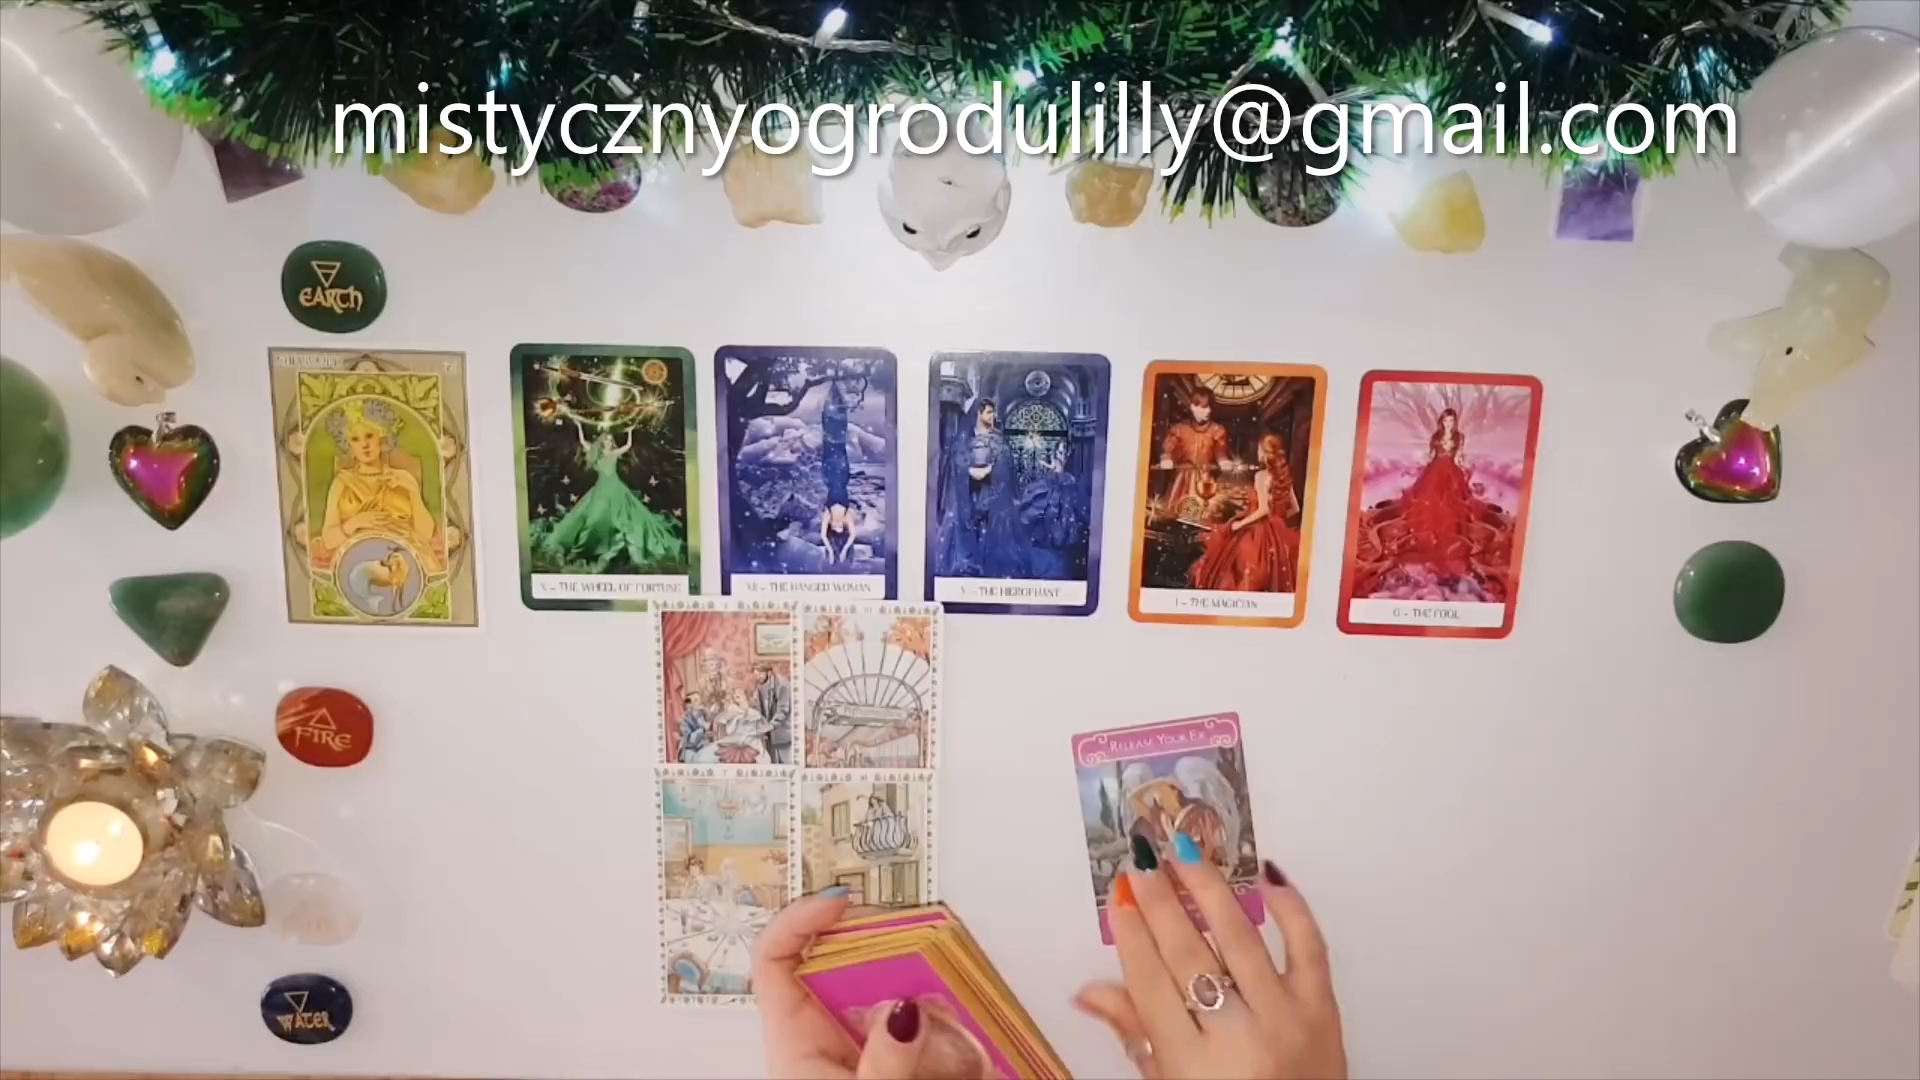 mistycznyogrodulilly@gmail.com
EARTH
X - THE WHEEL OF FORTUNE
XII - THE HANGED WOMAN
V - THE HIEROPHANT
I - THE MAGICIAN
0 - THE FOOL
FIRE
RELEASE YOUR EX
WATER